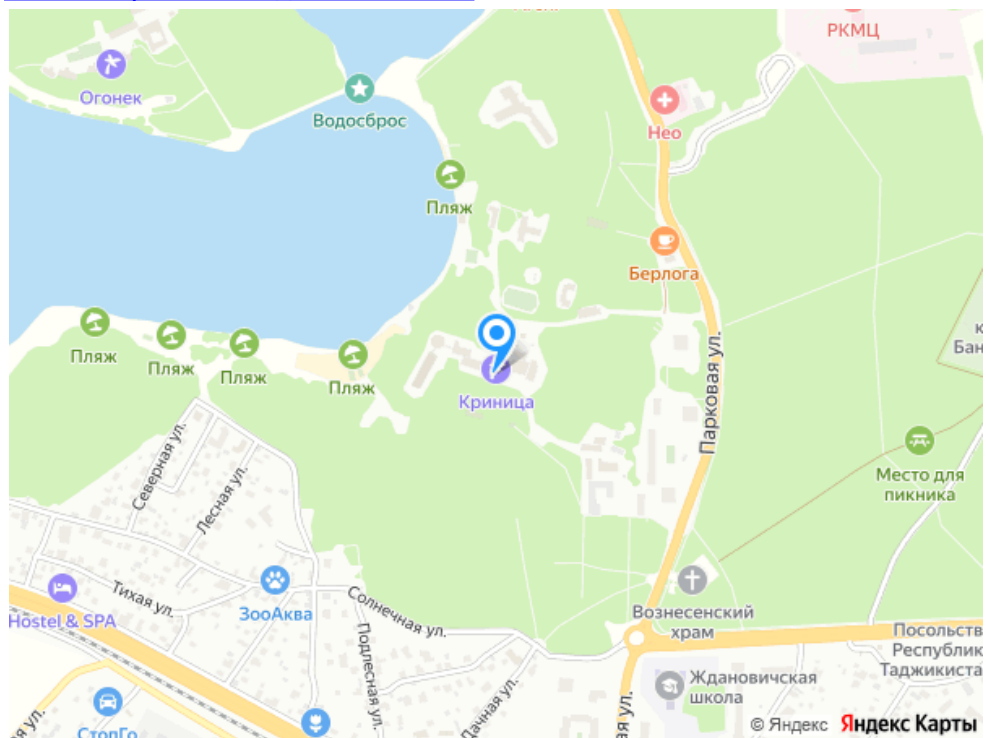 РКМЦ
Огонек
Водосброс
Нео
Пляж
Берлога
Пляж
Пляж
Пляж
Пляж
Криница
Парковая ул.
Место для
пикника
Северная ул.
Лесная ул.
Тихая ул.
ЗооАква
Hostel & SPA
Солнечная ул.
Подлесная ул.
Дачная ул.
Вознесенский
храм
Посольств
Республик
Таджикиста
Ждановичская
школа
СтопГо
© Яндекс Яндекс Карты